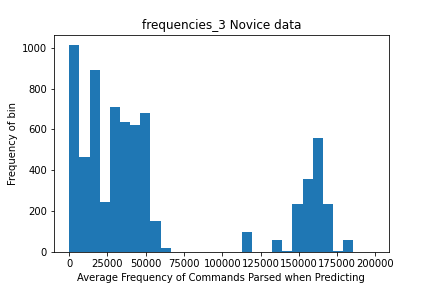 frequencies_3 Novice data
Frequency of bin
1000
800
600
400
200
0
0 25000 50000 75000 100000 125000 150000 175000 200000
Average Frequency of Commands Parsed when Predicting